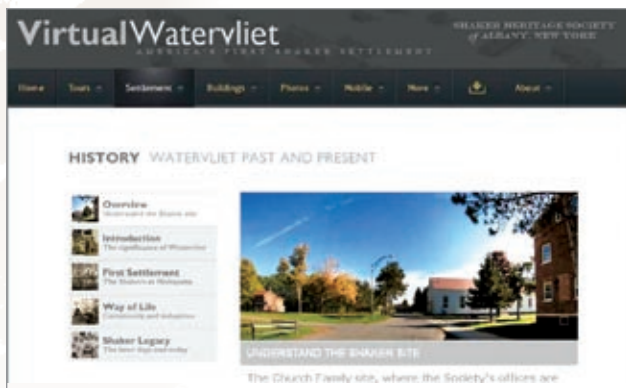 VirtualWatervliet
AMERICA'S FIRST SHAKER SETTLEMENT
SHAKER HERITAGE SOCIETY
of ALBANY, NEW YORK
Home Tours Settlement Buildings Photos Mobile More About
HISTORY WATERVLIET PAST AND PRESENT
Overview
Understand the Shaker site
Introduction
The significance of Watervliet
First Settlement
The Shakers at Niskayuna
Way of Life
Community and industries
Shaker Legacy
The later days and today
UNDERSTAND THE SHAKER SITE
The Church Family site, where the Society's offices are